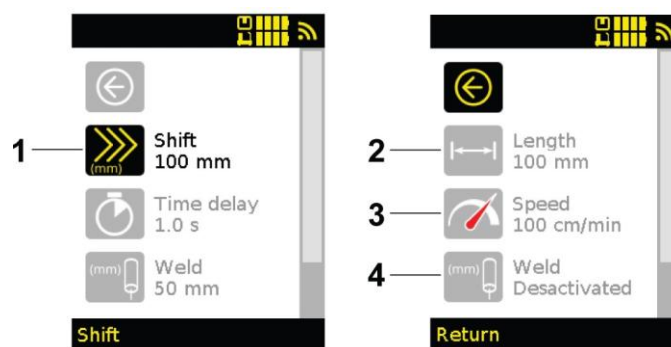 1
(mm)
Shift
100 mm
Time delay
1.0 s
(mm)
Weld
50 mm
Shift
2
Length
100 mm
3
Speed
100 cm/min
4
(mm)
Weld
Desactivated
Return